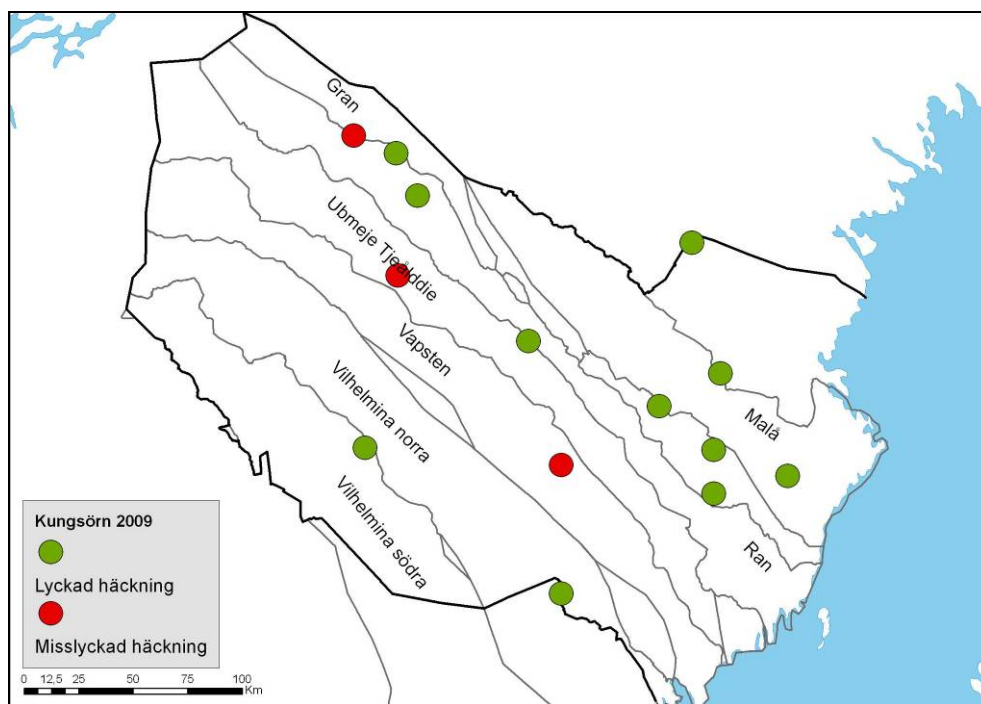 Gran
Ubmeje Tjeälddie
Vapsten
Vilhelmina norra
Vilhelmina södra
Malå
Ran
Kungsörn 2009
Lyckad häckning
Misslyckad häckning
0 12,5 25 50 75 100
Km